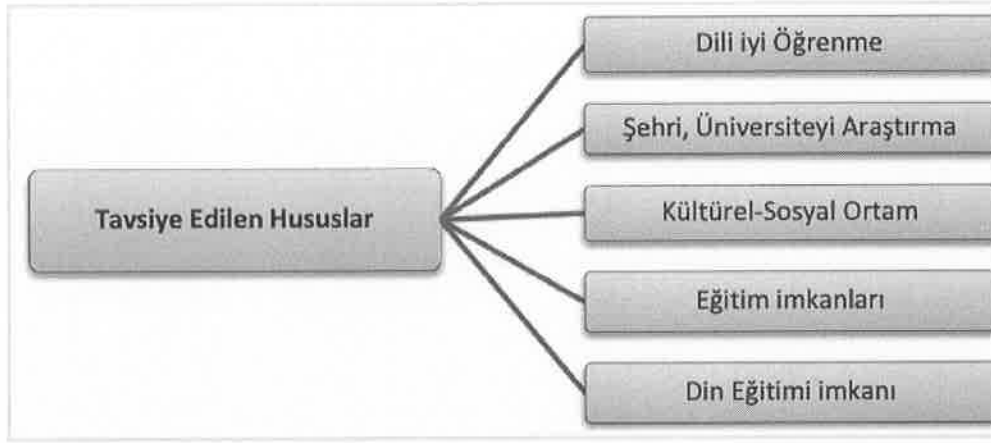 Tavsiye Edilen Hususlar
Dili iyi Öğrenme
Şehri, Üniversiteyi Araştırma
Kültürel-Sosyal Ortam
Eğitim imkanları
Din Eğitimi imkanı